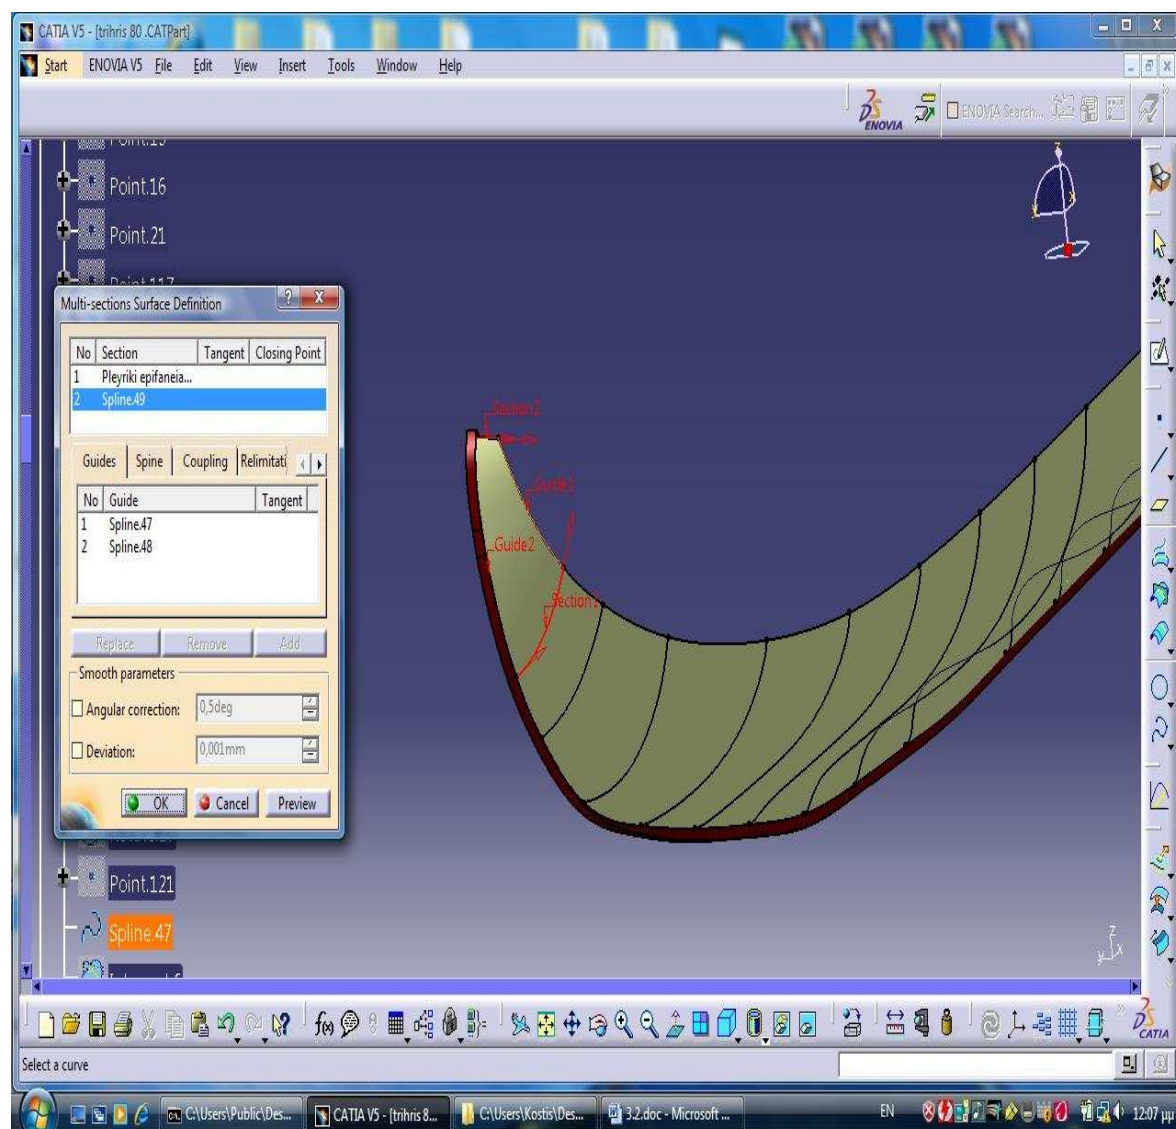 CATIA V5 - [trihris 80 .CATPart]
Start ENOVIA V5 File Edit View Insert Tools Window Help
DS ENOVIA ENOVIA Search...
Point.16
Point.21
Point.117
Multi-sections Surface Definition
No Section Tangent Closing Point
1 Pleyriki epifaneia...
2 Spline.49
Guides Spine Coupling Relimitati
No Guide Tangent
1 Spline.47
2 Spline.48
Replace Remove Add
Smooth parameters
Angular correction: 0,5deg
Deviation: 0,001mm
OK Cancel Preview
Section2
Guide2
Point.121
Spline.47
f(x)
DS CATIA
Select a curve
C:\Users\Public\Des... CATIA V5 - [trihris 8... C:\Users\Kostis\Des... 3.2.doc - Microsoft ... EN 12:07 μμ